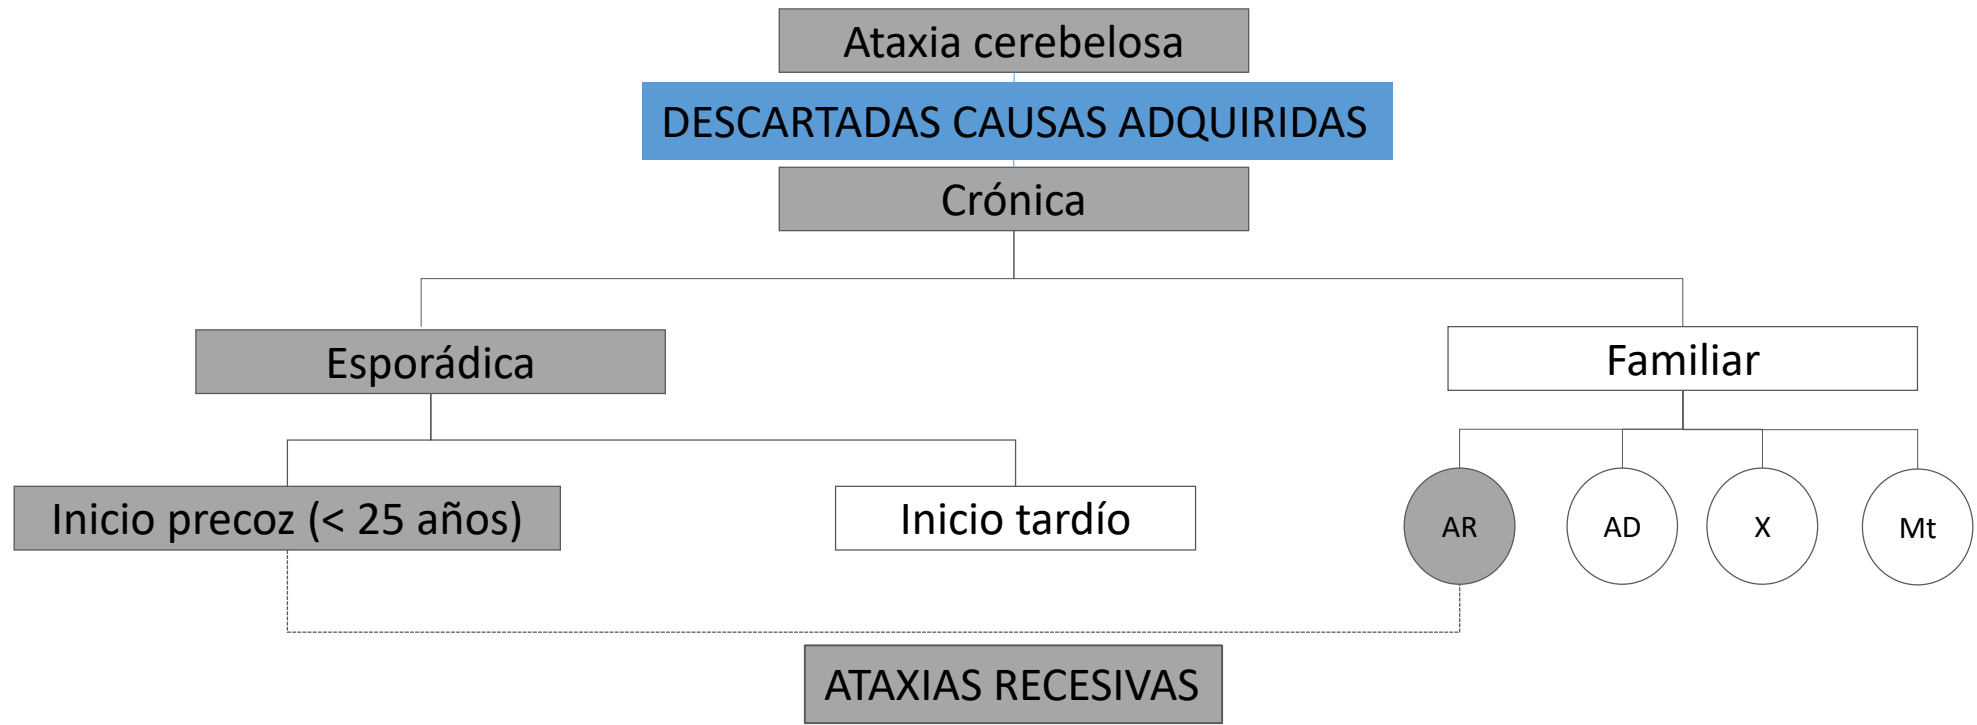 Ataxia cerebelosa
DESCARTADAS CAUSAS ADQUIRIDAS
Crónica
Esporádica
Familiar
Inicio precoz (< 25 años)
Inicio tardío
AR
AD
X
Mt
ATAXIAS RECESIVAS